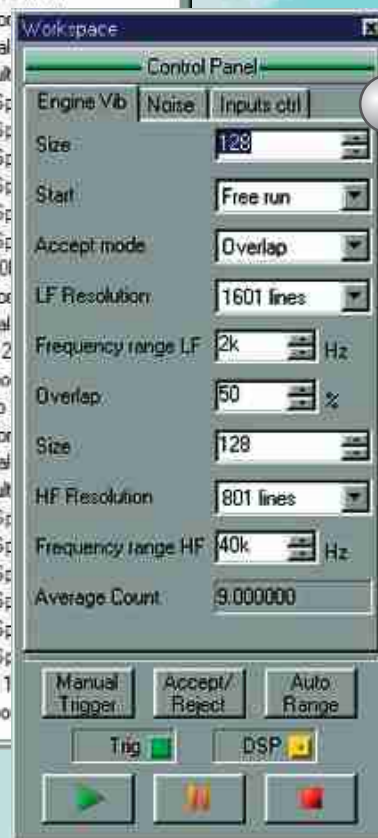 Workspace
Control Panel
Engine Vib Noise Inputs ctrl
Size 128
Start Free run
Accept mode Overlap
LF Resolution 1601 lines
Frequency range LF 2k Hz
Overlap 50 %
Size 128
HF Resolution 801 lines
Frequency range HF 40k Hz
Average Count 9.000000
Manual Trigger Accept/ Reject Auto Range
Trig DSP